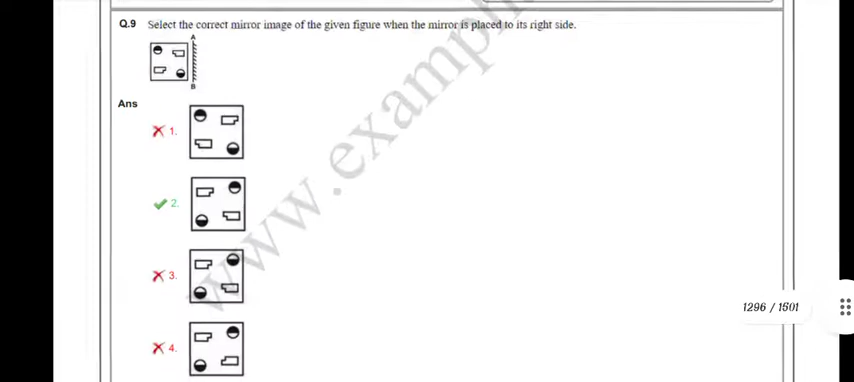 Q.9 Select the correct mirror image of the given figure when the mirror is placed to its right side.
A
B
Ans
1.
2.
3.
4.
www.examplk
1296 / 1501